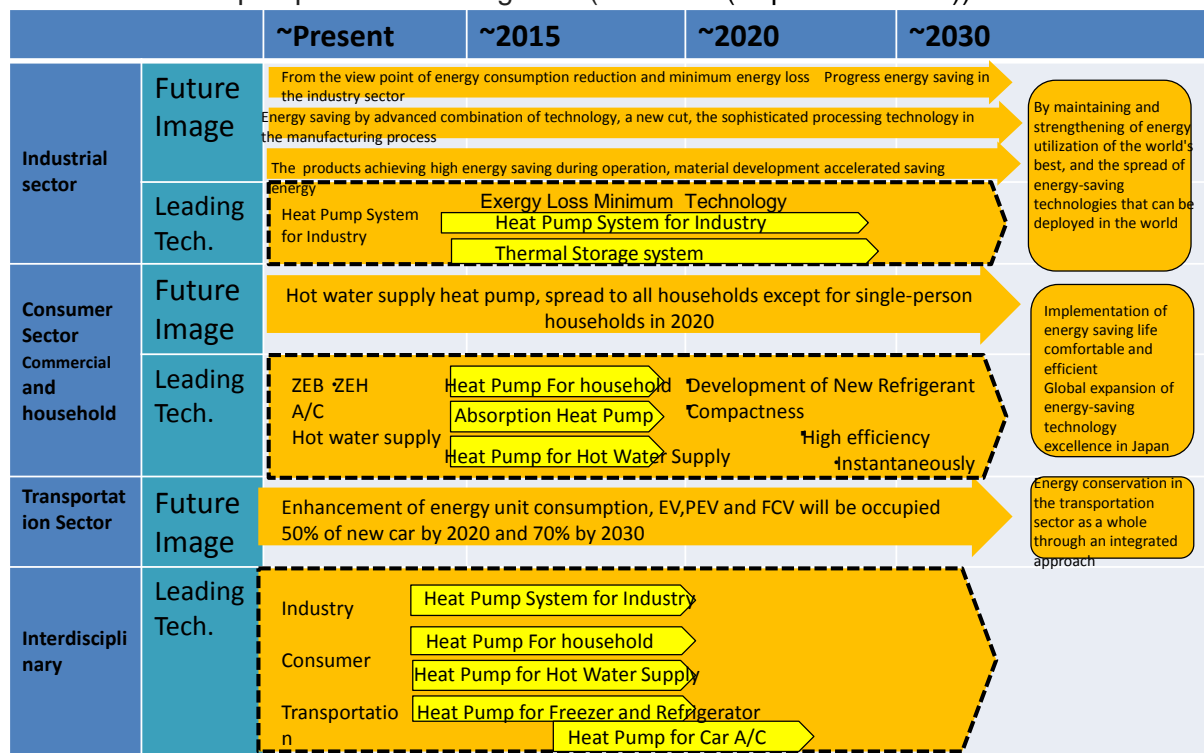 ~Present ~2015 ~2020 ~2030
Industrial
sector
Future
Image
From the view point of energy consumption reduction and minimum energy loss Progress energy saving in
the industry sector
Energy saving by advanced combination of technology, a new cut, the sophisticated processing technology in
the manufacturing process
The products achieving high energy saving during operation, material development accelerated saving
energy
By maintaining and
strengthening of energy
utilization of the world's
best, and the spread of
energy-saving
technologies that can be
deployed in the world
Leading
Tech.
Heat Pump System
for Industry
Exergy Loss Minimum Technology
Heat Pump System for Industry
Thermal Storage system
Consumer
Sector
Commercial
and
household
Future
Image
Hot water supply heat pump, spread to all households except for single-person
households in 2020
Implementation of
energy saving life
comfortable and
efficient
Global expansion of
energy-saving
technology
excellence in Japan
Leading
Tech.
ZEB・ZEH
A/C
Hot water supply
Heat Pump For household
Absorption Heat Pump
Heat Pump for Hot Water Supply
・Development of New Refrigerant
・Compactness
・High efficiency
・Instantaneously
Transportat
ion Sector
Future
Image
Enhancement of energy unit consumption, EV,PEV and FCV will be occupied
50% of new car by 2020 and 70% by 2030
Energy conservation in
the transportation
sector as a whole
through an integrated
approach
Interdiscipli
nary
Leading
Tech.
Industry
Consumer
Transportatio
n
Heat Pump System for Industry
Heat Pump For household
Heat Pump for Hot Water Supply
Heat Pump for Freezer and Refrigerator
Heat Pump for Car A/C